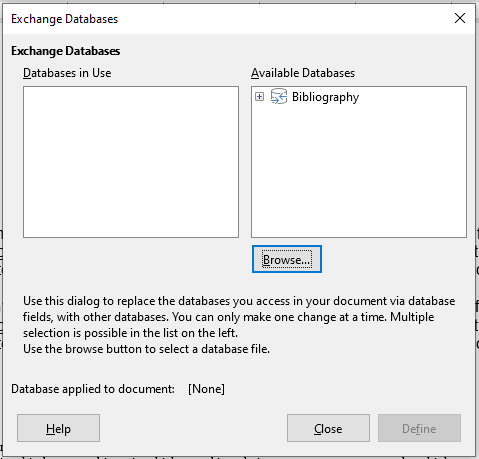 Exchange Databases
Exchange Databases
Databases in Use
Available Databases
Bibliography
Browse...
Use this dialog to replace the databases you access in your document via database
fields, with other databases. You can only make one change at a time. Multiple
selection is possible in the list on the left.
Use the browse button to select a database file.
Database applied to document: [None]
Help
Close
Define